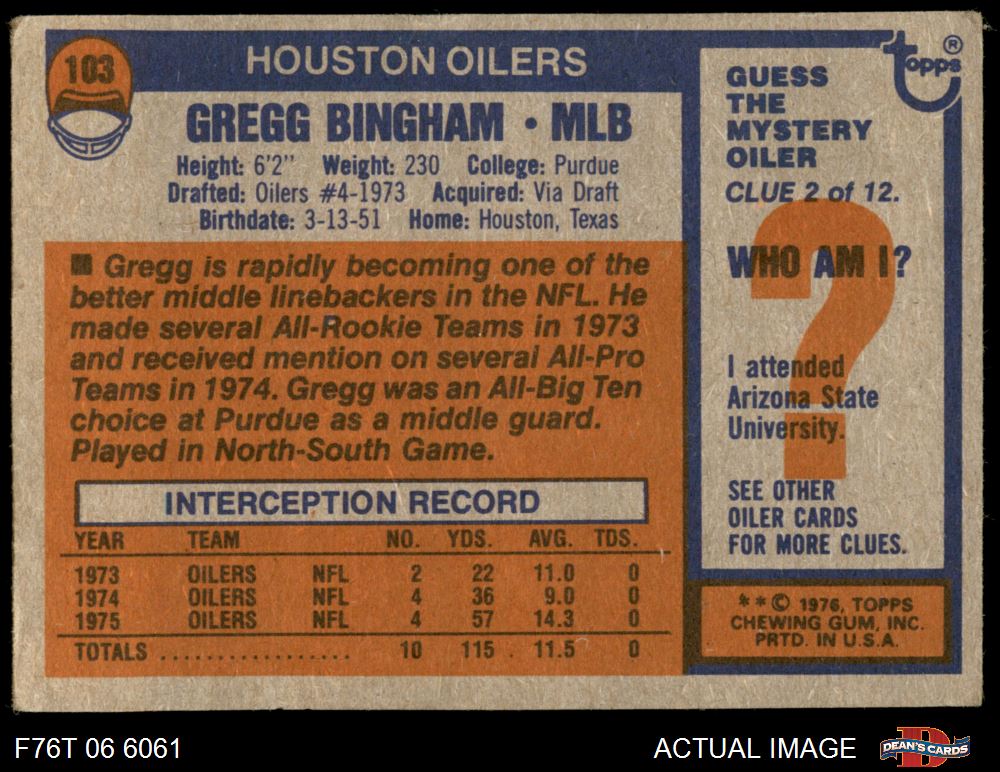 103
HOUSTON OILERS
GREGG BINGHAM • MLB
Height: 6'2" Weight: 230 College: Purdue
Drafted: Oilers #4-1973 Acquired: Via Draft
Birthdate: 3-13-51 Home: Houston, Texas
■ Gregg is rapidly becoming one of the
better middle linebackers in the NFL. He
made several All-Rookie Teams in 1973
and received mention on several All-Pro
Teams in 1974. Gregg was an All-Big Ten
choice at Purdue as a middle guard.
Played in North-South Game.
INTERCEPTION RECORD
YEAR TEAM NO. YDS. AVG. TDS.
1973 OILERS NFL 2 22 11.0 0
1974 OILERS NFL 4 36 9.0 0
1975 OILERS NFL 4 57 14.3 0
TOTALS .................. 10 115 11.5 0
topps ®
GUESS
THE
MYSTERY
OILER
CLUE 2 of 12.
?
WHO AM I?
I attended
Arizona State
University.
SEE OTHER
OILER CARDS
FOR MORE CLUES.
**© 1976, TOPPS
CHEWING GUM, INC.
PRTD. IN U.S.A.
F76T 06 6061
ACTUAL IMAGE
D
DEAN'S CARDS